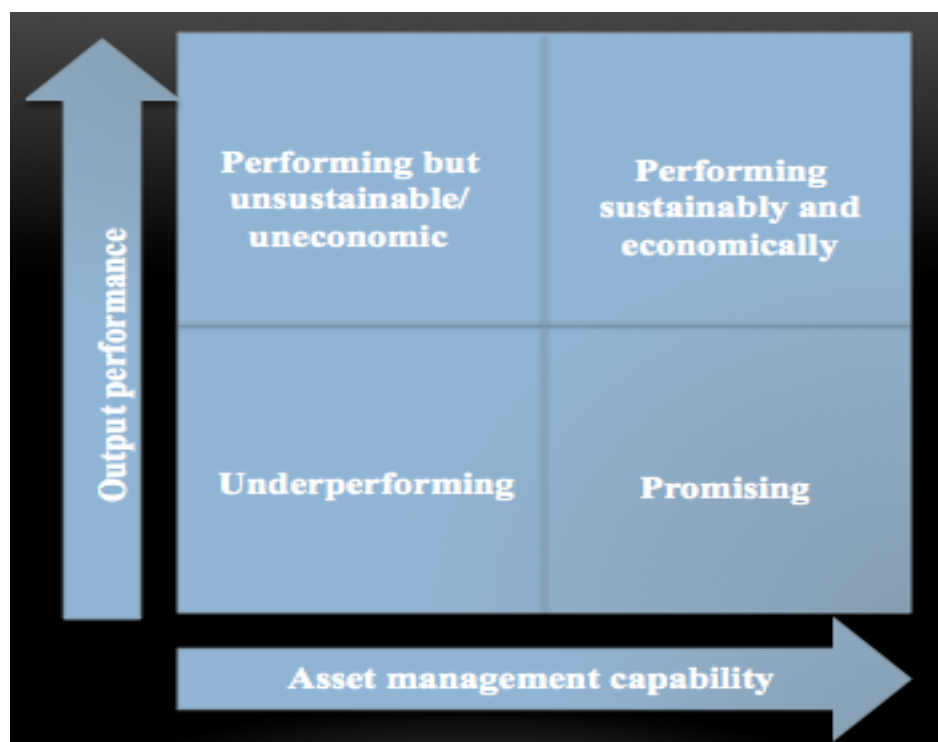 Performing but
unsustainable/
uneconomic
Performing
sustainably and
economically
Output performance
Underperforming
Promising
Asset management capability